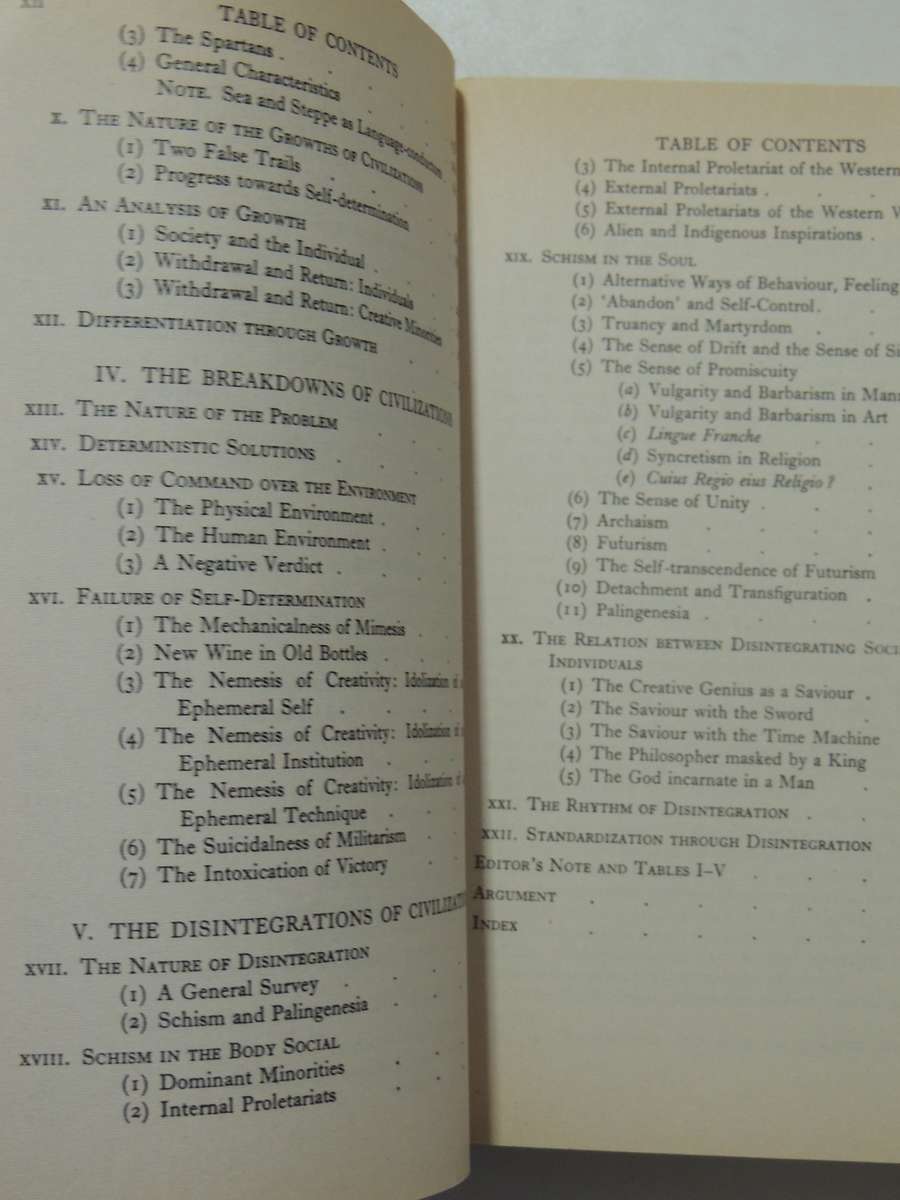 TABLE OF CONTENTS
(3) The Spartans .
(4) General Characteristics
NOTE. Sea and Steppe as Language-conductors
X. THE NATURE OF THE GROWTHS OF CIVILIZATIONS
(1) Two False Trails
(2) Progress towards Self-determination
XI. AN ANALYSIS OF GROWTH
(1) Society and the Individual .
(2) Withdrawal and Return: Individuals
(3) Withdrawal and Return: Creative Minorities
XII. DIFFERENTIATION THROUGH GROWTH
IV. THE BREAKDOWNS OF CIVILIZATIONS
XIII. THE NATURE OF THE PROBLEM
XIV. DETERMINISTIC SOLUTIONS
XV. LOSS OF COMMAND OVER THE ENVIRONMENT
(1) The Physical Environment .
(2) The Human Environment .
(3) A Negative Verdict .
XVI. FAILURE OF SELF-DETERMINATION
(1) The Mechanicalness of Mimesis
(2) New Wine in Old Bottles .
(3) The Nemesis of Creativity: Idolization of
Ephemeral Self
(4) The Nemesis of Creativity: Idolization of
Ephemeral Institution
(5) The Nemesis of Creativity: Idolization of
Ephemeral Technique
(6) The Suicidalness of Militarism
(7) The Intoxication of Victory
V. THE DISINTEGRATIONS OF CIVILIZATI
XVII. THE NATURE OF DISINTEGRATION
(1) A General Survey
(2) Schism and Palingenesia
XVIII. SCHISM IN THE BODY SOCIAL
(1) Dominant Minorities
(2) Internal Proletariats
TABLE OF CONTENTS
(3) The Internal Proletariat of the Western
(4) External Proletariats .
(5) External Proletariats of the Western W
(6) Alien and Indigenous Inspirations .
XIX. SCHISM IN THE SOUL
(1) Alternative Ways of Behaviour, Feeling
(2) 'Abandon' and Self-Control .
(3) Truancy and Martyrdom
(4) The Sense of Drift and the Sense of Si
(5) The Sense of Promiscuity
(a) Vulgarity and Barbarism in Mann
(b) Vulgarity and Barbarism in Art
(c) Lingue Franche
(d) Syncretism in Religion
(e) Cuius Regio eius Religio?
(6) The Sense of Unity .
(7) Archaism
(8) Futurism
(9) The Self-transcendence of Futurism
(10) Detachment and Transfiguration
(11) Palingenesia .
XX. THE RELATION BETWEEN DISINTEGRATING SOCI
INDIVIDUALS
(1) The Creative Genius as a Saviour .
(2) The Saviour with the Sword
(3) The Saviour with the Time Machine
(4) The Philosopher masked by a King
(5) The God incarnate in a Man
XXI. THE RHYTHM OF DISINTEGRATION
XXII. STANDARDIZATION THROUGH DISINTEGRATION
EDITOR'S NOTE AND TABLES I–V
ARGUMENT
INDEX